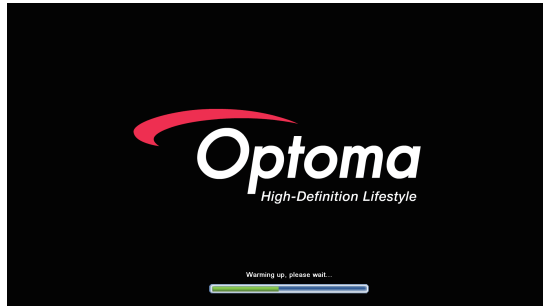 Optoma
High-Definition Lifestyle
Warming up, please wait...